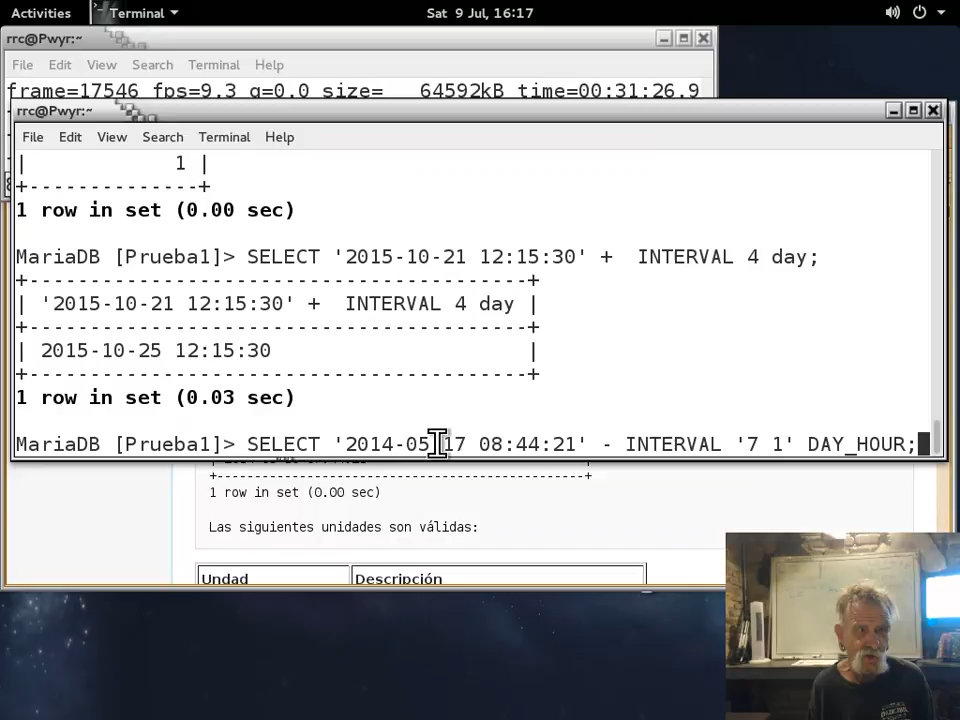 Activities Terminal Sat 9 Jul, 16:17
rrc@Pwyr:~
File Edit View Search Terminal Help
frame=17546 fps=9.3 q=0.0 size= 64592kB time=00:31:26.9
rrc@Pwyr:~
File Edit View Search Terminal Help
| 1 |
+--------------+
1 row in set (0.00 sec)
MariaDB [Prueba1]> SELECT '2015-10-21 12:15:30' +  INTERVAL 4 day;
+------------------------------------------+
| '2015-10-21 12:15:30' +  INTERVAL 4 day |
+------------------------------------------+
| 2015-10-25 12:15:30 |
+------------------------------------------+
1 row in set (0.03 sec)
MariaDB [Prueba1]> SELECT '2014-05-17 08:44:21' - INTERVAL '7 1' DAY_HOUR;
+-----------------------------------------------+
1 row in set (0.00 sec)
Las siguientes unidades son válidas:
Undad Descripción